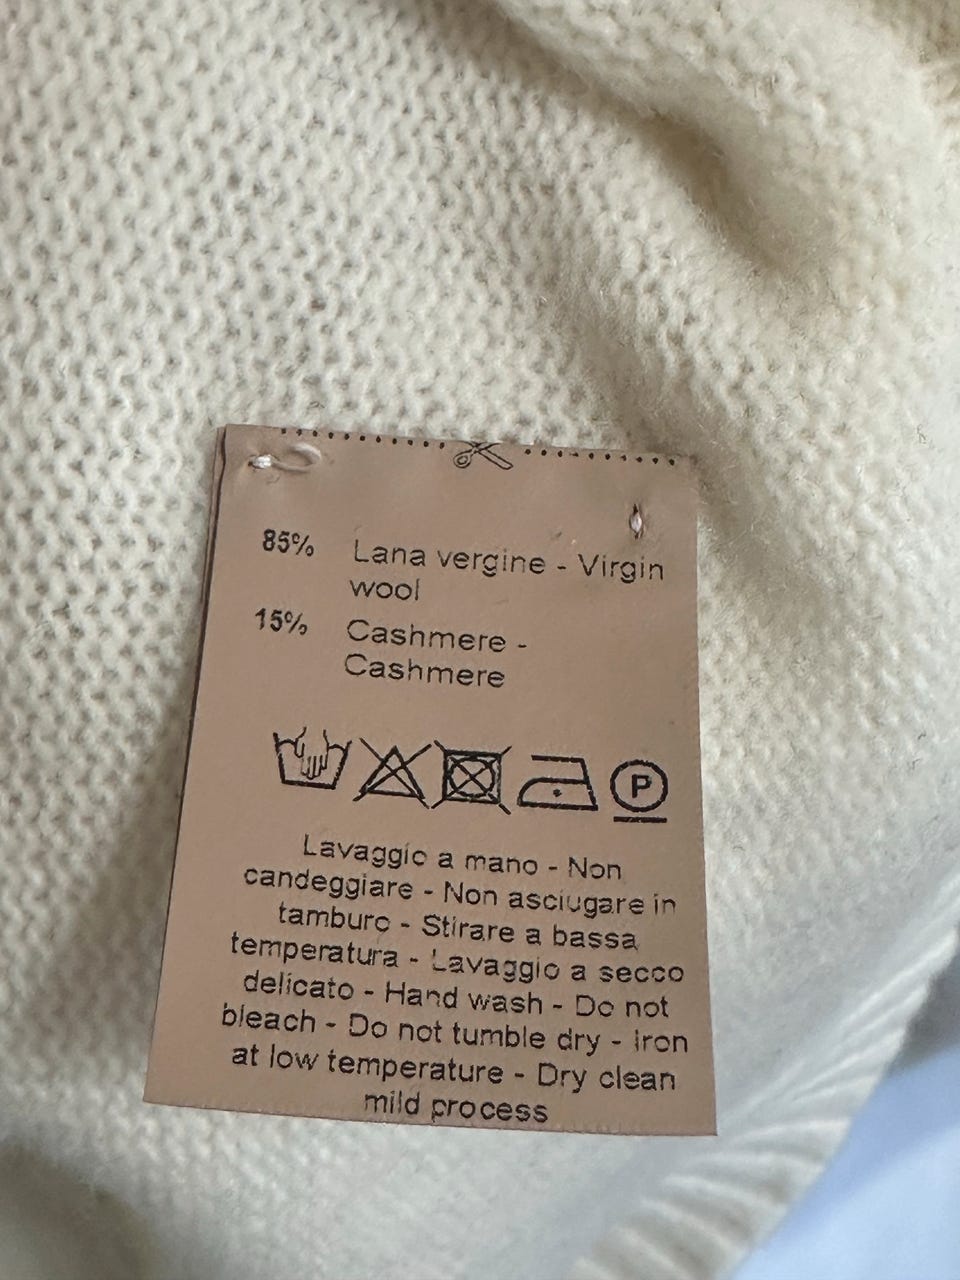 85% Lana vergine - Virgin
wool
15% Cashmere -
Cashmere
P
Lavaggio a mano - Non
candeggiare - Non asciugare in
tamburo - Stirare a bassa
temperatura - Lavaggio a secco
delicato - Hand wash - Do not
bleach - Do not tumble dry - Iron
at low temperature - Dry clean
mild process